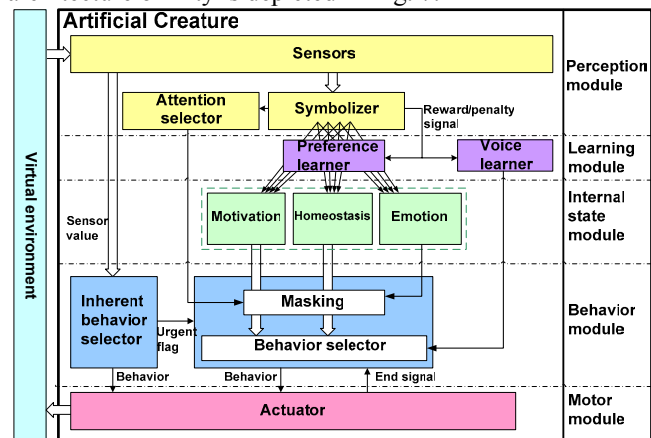 Artificial Creature
Sensors
Perception
module
Attention
selector
Symbolizer
Reward/penalty
signal
Preference
learner
Voice
learner
Learning
module
Virtual environment
Motivation
Homeostasis
Emotion
Internal
state
module
Sensor
value
Inherent
behavior
selector
Urgent
flag
Masking
Behavior selector
Behavior
module
Behavior
Behavior
End signal
Actuator
Motor
module